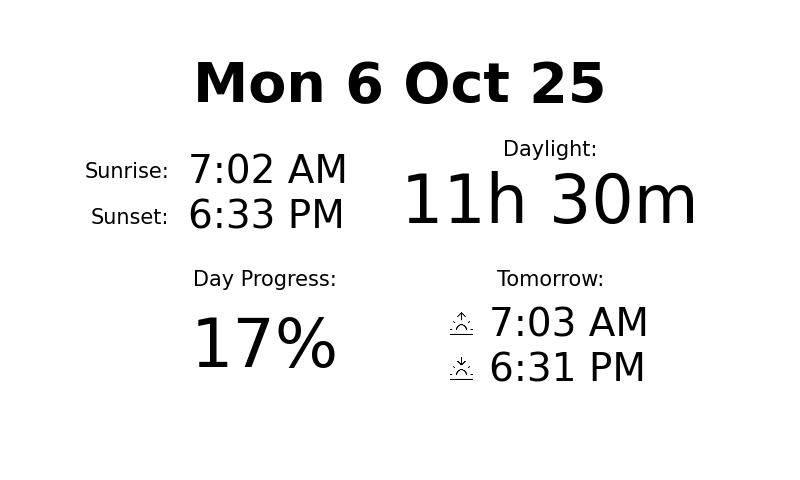 Mon 6 Oct 25
Sunrise: 7:02 AM
Sunset: 6:33 PM
Daylight:
11h 30m
Day Progress:
17%
Tomorrow:
7:03 AM
6:31 PM